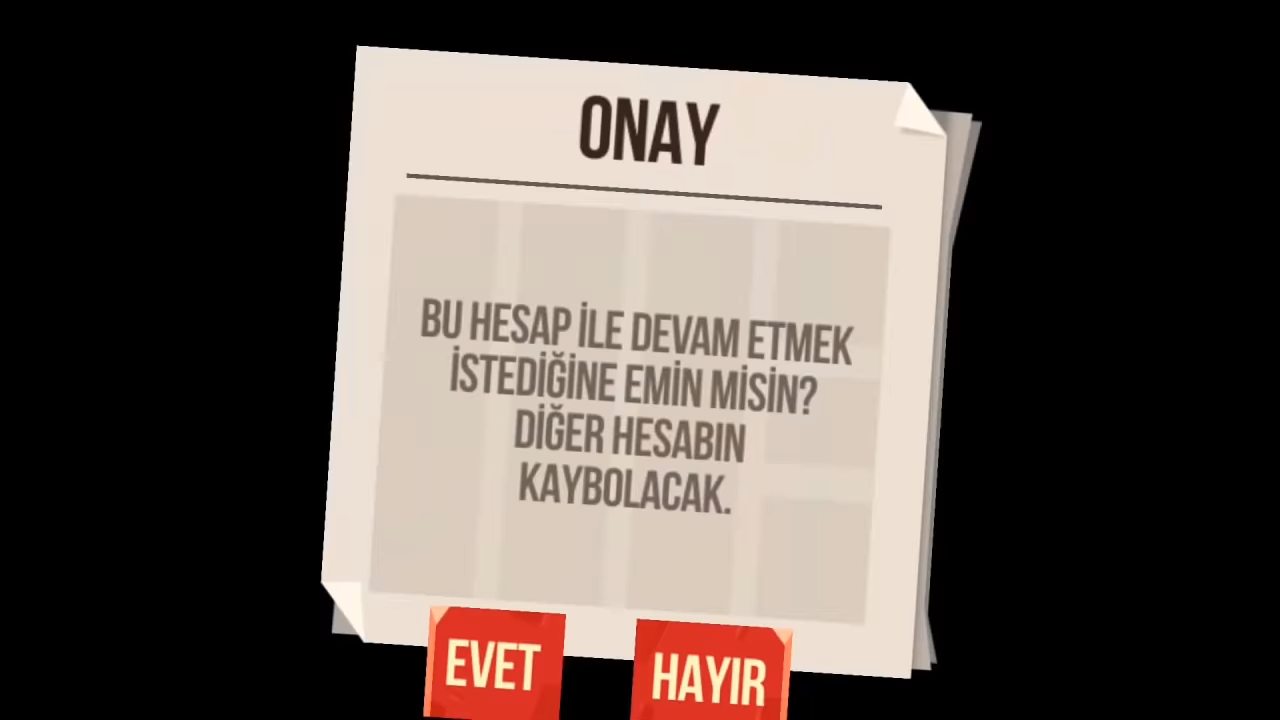 ONAY
BU HESAP İLE DEVAM ETMEK
İSTEDİĞİNE EMİN MİSİN?
DİĞER HESABIN
KAYBOLACAK.
EVET
HAYIR